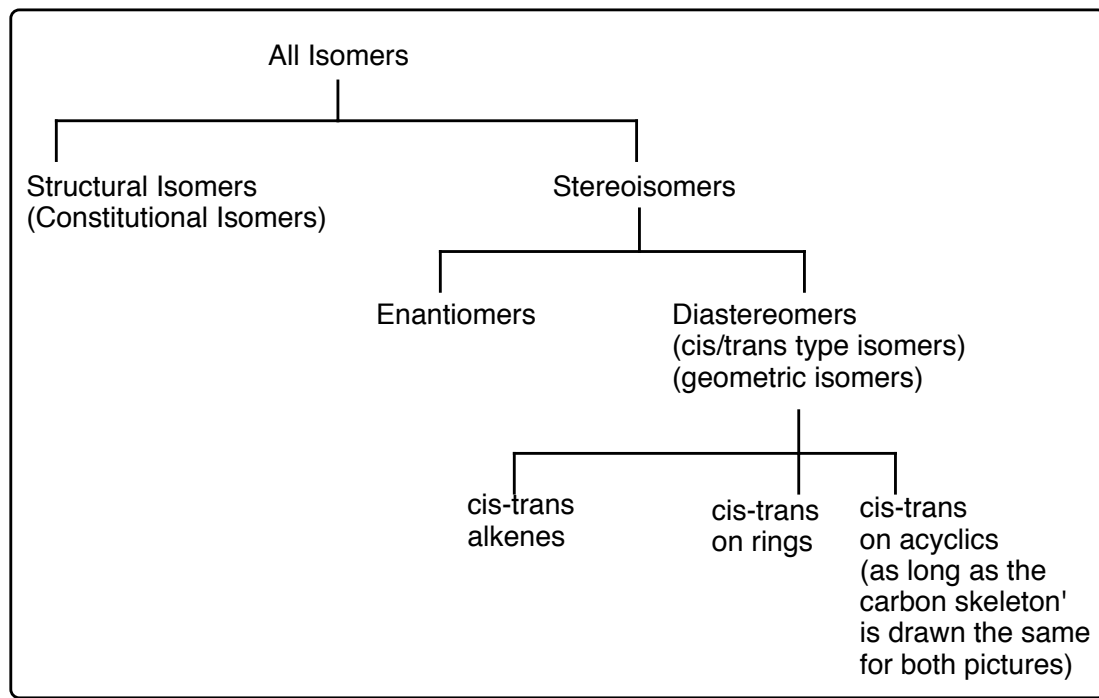 All Isomers
Structural Isomers
(Constitutional Isomers)
Stereoisomers
Enantiomers
Diastereomers
(cis/trans type isomers)
(geometric isomers)
cis-trans
alkenes
cis-trans
on rings
cis-trans
on acyclics
(as long as the
carbon skeleton'
is drawn the same
for both pictures)